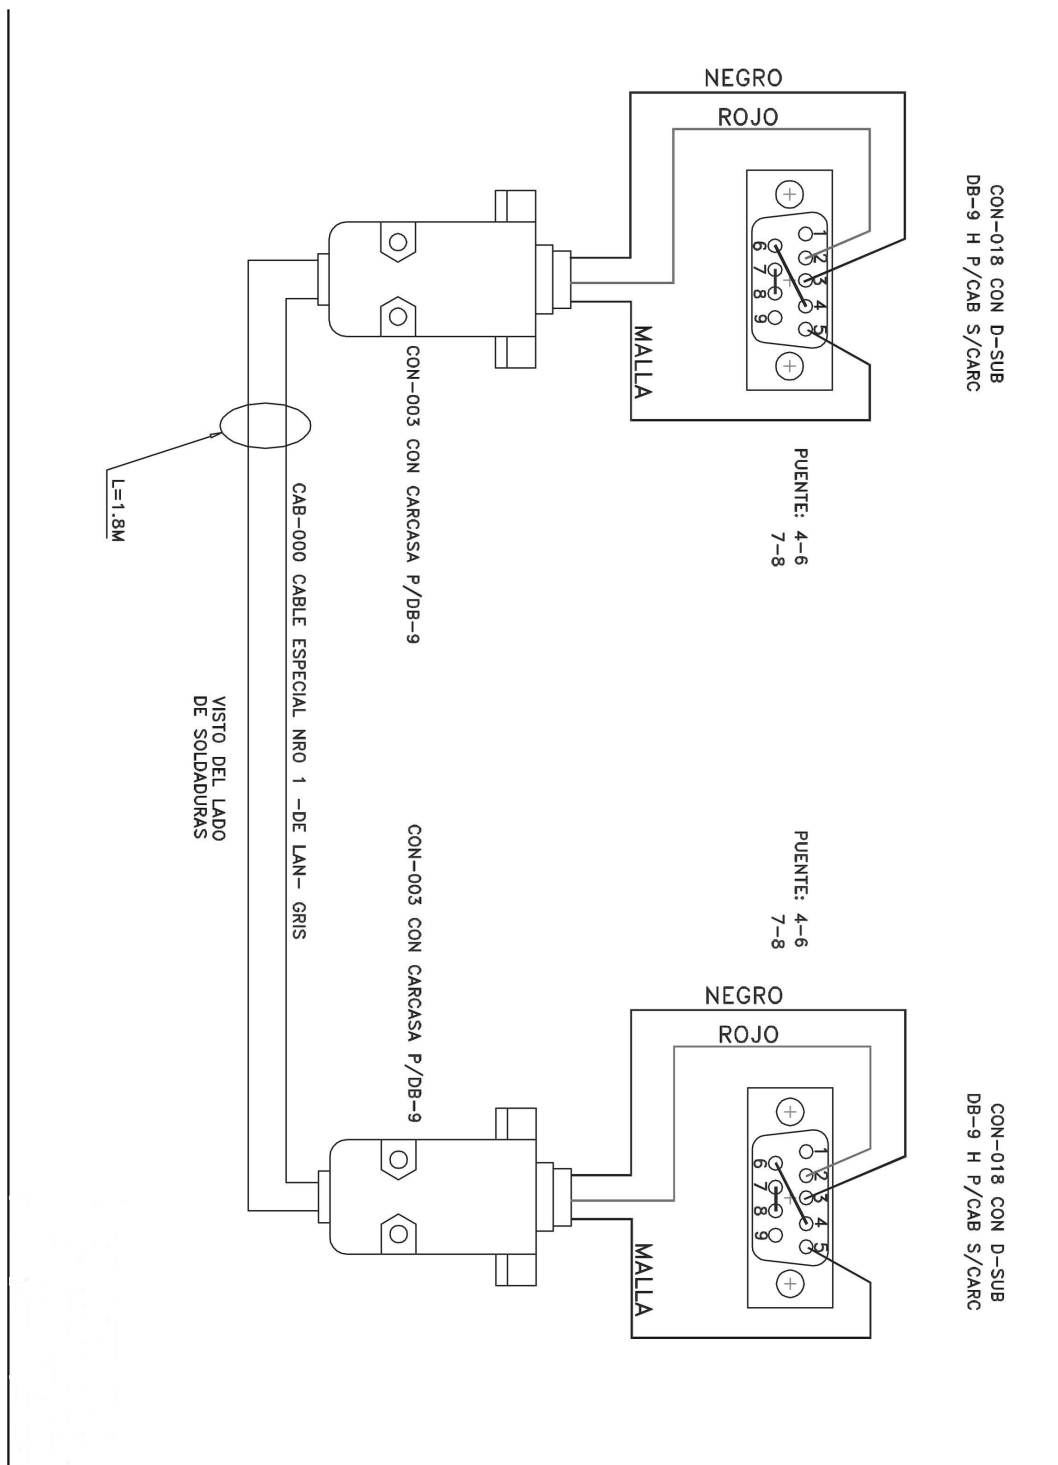 NEGRO
ROJO
CON-018 CON D-SUB
DB-9 H P/CAB S/CARC
1
2
3
4
5
6
7
8
9
MALLA
PUENTE: 4-6
7-8
CON-003 CON CARCASA P/DB-9
L=1.8M
CAB-000 CABLE ESPECIAL NRO 1 -DE LAN- GRIS
VISTO DEL LADO
DE SOLDADURAS
CON-003 CON CARCASA P/DB-9
PUENTE: 4-6
7-8
NEGRO
ROJO
CON-018 CON D-SUB
DB-9 H P/CAB S/CARC
1
2
3
4
5
6
7
8
9
MALLA